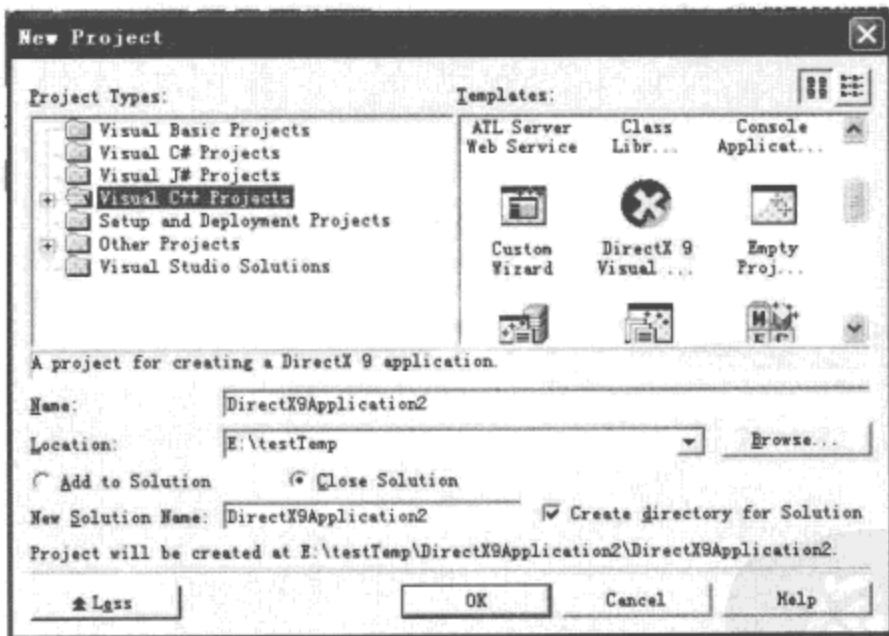 New Project
Project Types:
Templates:
Visual Basic Projects
Visual C# Projects
Visual J# Projects
Visual C++ Projects
Setup and Deployment Projects
Other Projects
Visual Studio Solutions
ATL Server Web Service
Class Libr...
Console Applicat...
Custom Wizard
DirectX 9 Visual ...
Empty Proj...
A project for creating a DirectX 9 application.
Name:
DirectX9Application2
Location:
E:\testTemp
Browse...
Add to Solution
Close Solution
New Solution Name:
DirectX9Application2
Create directory for Solution
Project will be created at E:\testTemp\DirectX9Application2\DirectX9Application2.
Less
OK
Cancel
Help